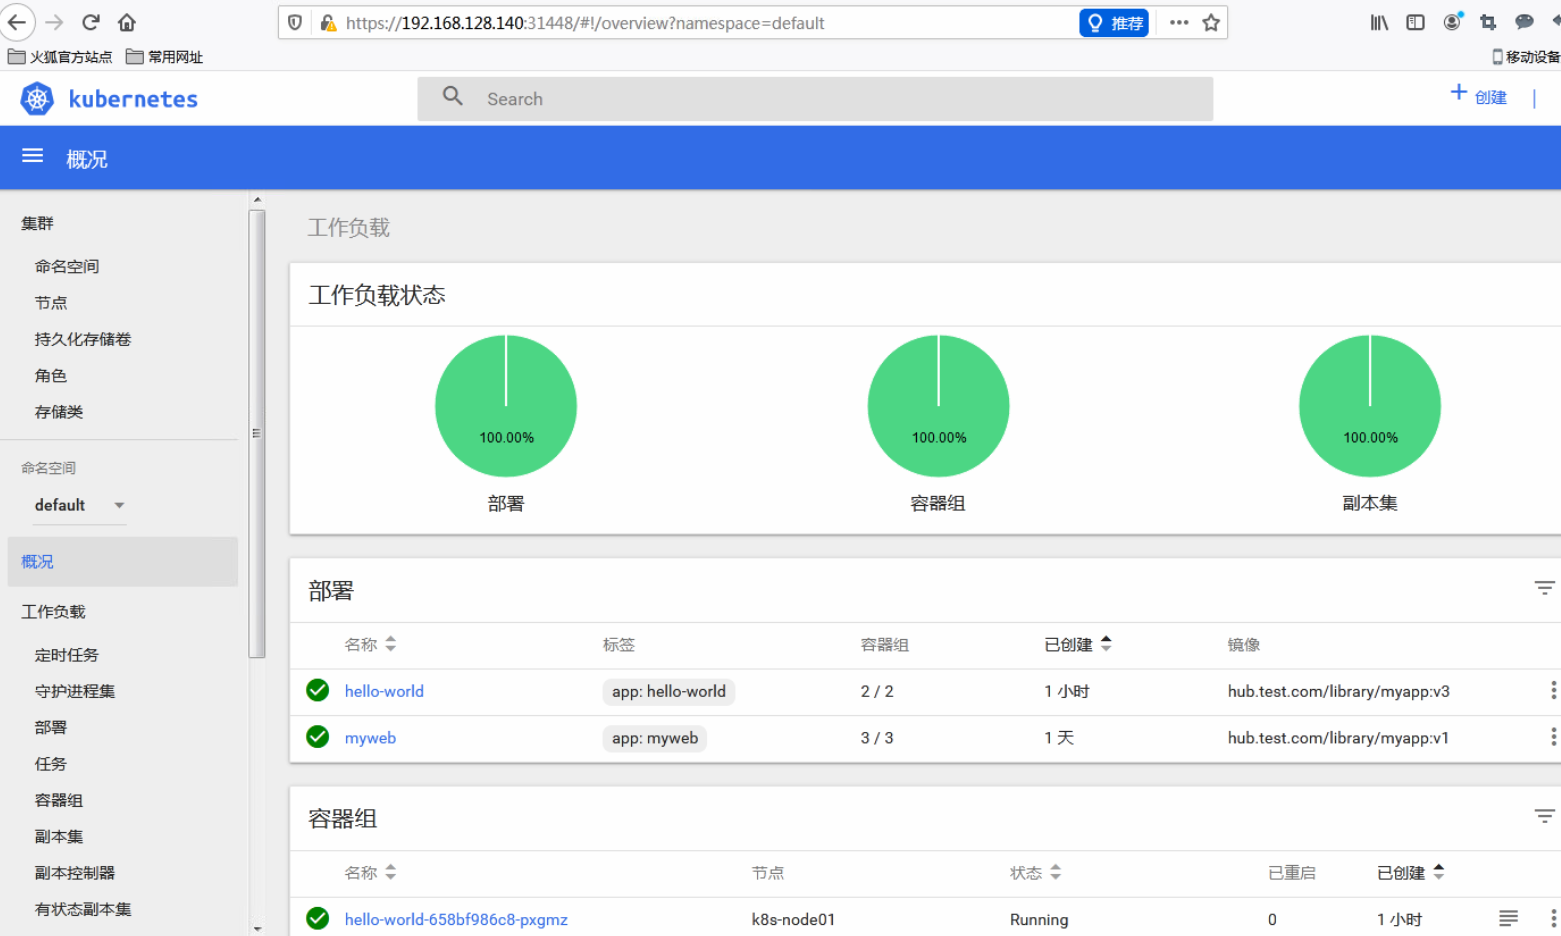 https://192.168.128.140:31448/#!/overview?namespace=default 推荐
火狐官方站点 常用网址 移动设备
kubernetes Search 创建
概况
集群
命名空间
节点
持久化存储卷
角色
存储类
命名空间
default
概况
工作负载
定时任务
守护进程集
部署
任务
容器组
副本集
副本控制器
有状态副本集
工作负载
工作负载状态
100.00% 100.00% 100.00%
部署 容器组 副本集
部署
名称 标签 容器组 已创建 镜像
hello-world app: hello-world 2 / 2 1 小时 hub.test.com/library/myapp:v3
myweb app: myweb 3 / 3 1 天 hub.test.com/library/myapp:v1
容器组
名称 节点 状态 已重启 已创建
hello-world-658bf986c8-pxgmz k8s-node01 Running 0 1 小时